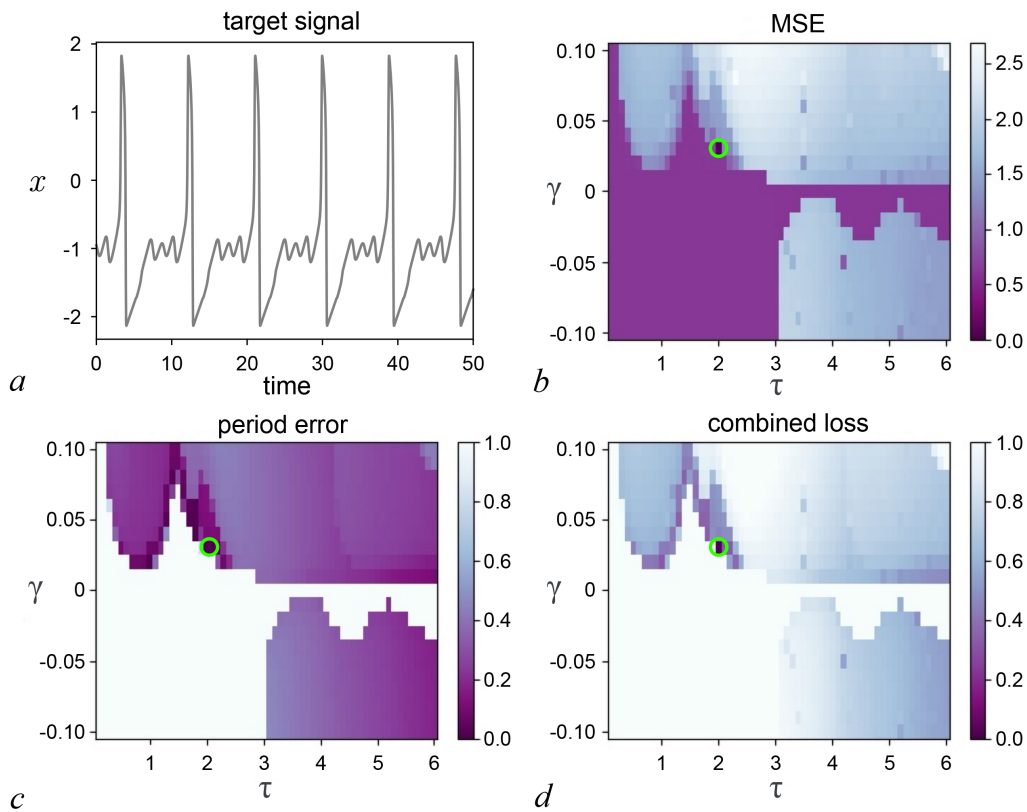 target signal
2
1
0
-1
-2
x
0 10 20 30 40 50
time
a
MSE
0.10
0.05
0
-0.05
-0.10
γ
1 2 3 4 5 6
τ
2.5
2.0
1.5
1.0
0.5
0.0
b
period error
0.10
0.05
0
-0.05
-0.10
γ
1 2 3 4 5 6
τ
1.0
0.8
0.6
0.4
0.2
0.0
c
combined loss
0.10
0.05
0
-0.05
-0.10
γ
1 2 3 4 5 6
τ
1.0
0.8
0.6
0.4
0.2
0.0
d